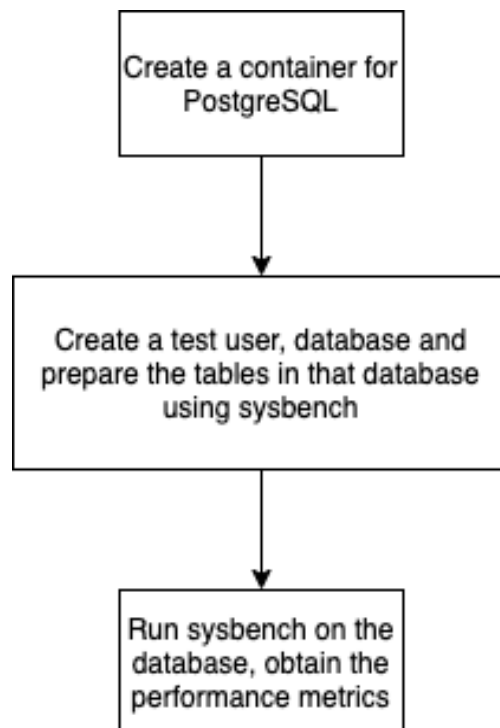 Create a container for
PostgreSQL
Create a test user, database and
prepare the tables in that database
using sysbench
Run sysbench on the
database, obtain the
performance metrics